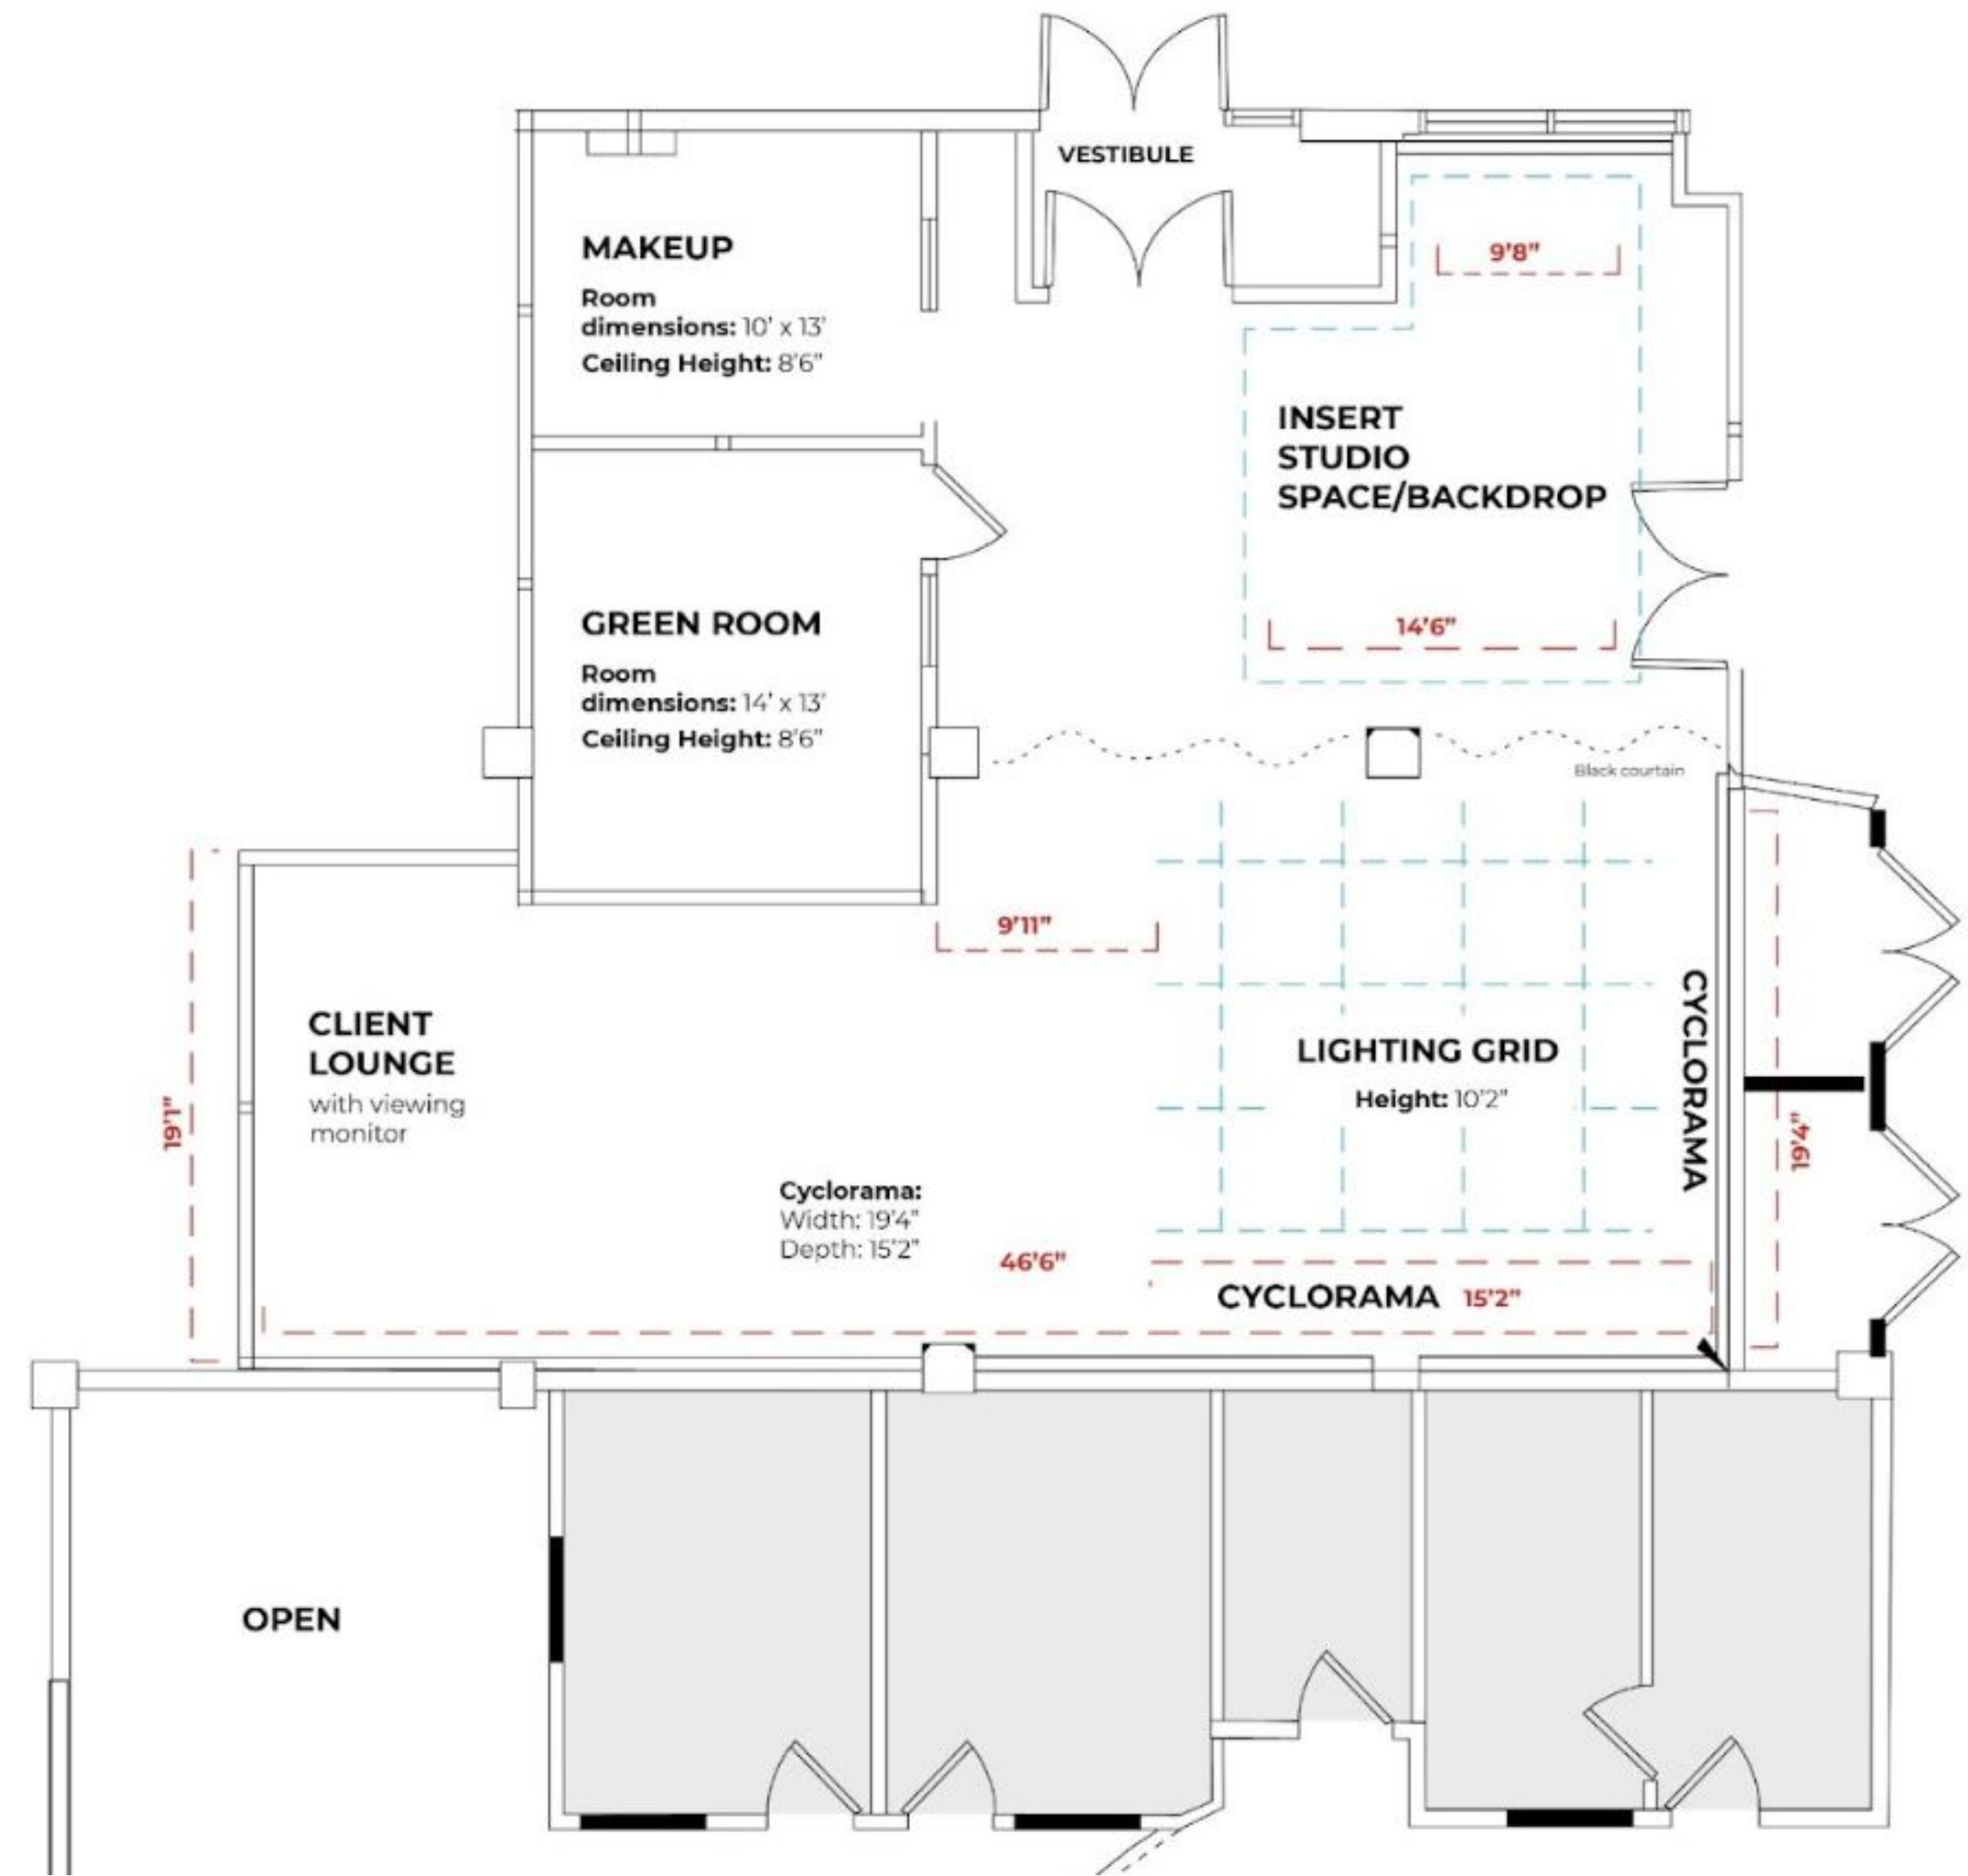 VESTIBULE
MAKEUP
Room
dimensions: 10' x 13'
Ceiling Height: 8'6"
9'8"
INSERT
STUDIO
SPACE/BACKDROP
14'6"
GREEN ROOM
Room
dimensions: 14' x 13'
Ceiling Height: 8'6"
Black courtain
9'11"
CLIENT
LOUNGE
with viewing
monitor
19'1"
LIGHTING GRID
Height: 10'2"
CYCLORAMA
19'4"
Cyclorama:
Width: 19'4"
Depth: 15'2"
46'6"
CYCLORAMA 15'2"
OPEN